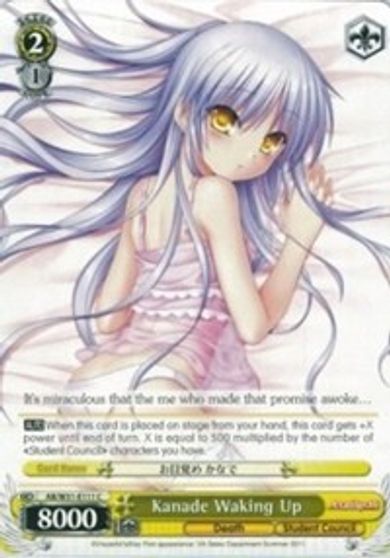 2
1
It's miraculous that the me who made that promise awoke...
AUTO When this card is placed on stage from your hand, this card gets +X
power until end of turn. X is equal to 500 multiplied by the number of
«Student Council» characters you have.
Card Name お目覚め かなで
Kanade Waking Up
8000
Death
Student Council